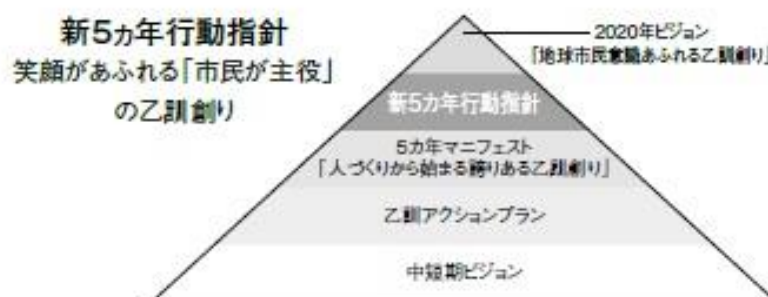 新5ヵ年行動指針
笑顔があふれる「市民が主役」
の乙訓創り
2020年ビジョン
「地球市民意識あふれる乙訓創り」
新5カ年行動指針
5カ年マニフェスト
「人づくりから始まる誇りある乙訓創り」
乙訓アクションプラン
中短期ビジョン